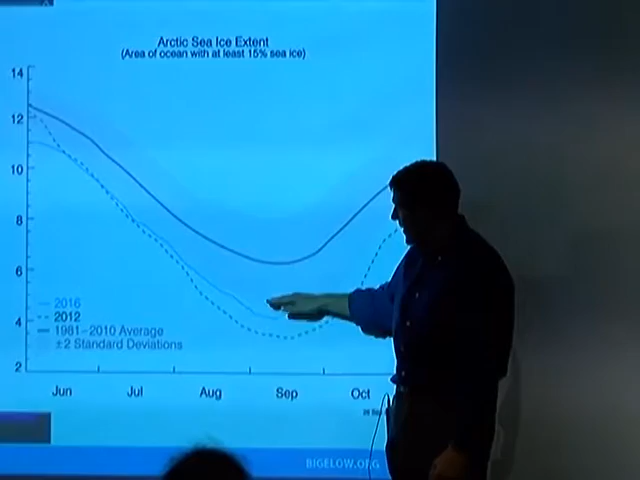 Arctic Sea Ice Extent
(Area of ocean with at least 15% sea ice)
14
12
10
8
6
4
2
2016
2012
1981-2010 Average
±2 Standard Deviations
Jun Jul Aug Sep Oct
BIGELOW.ORG